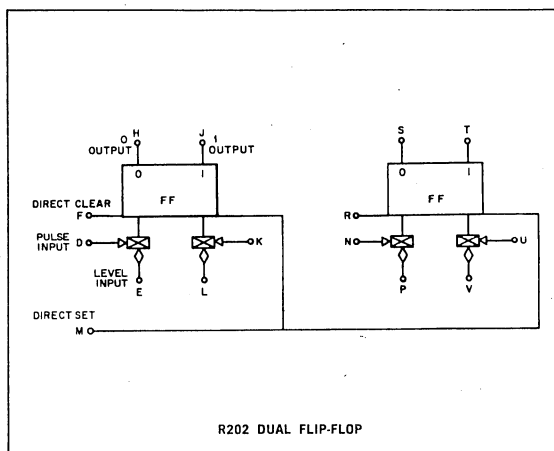 H J S T
0 OUTPUT 1 OUTPUT
0 1 0 1
FF FF
DIRECT CLEAR
F R
PULSE INPUT D K N U
LEVEL INPUT
E L P V
DIRECT SET
M
R202 DUAL FLIP-FLOP